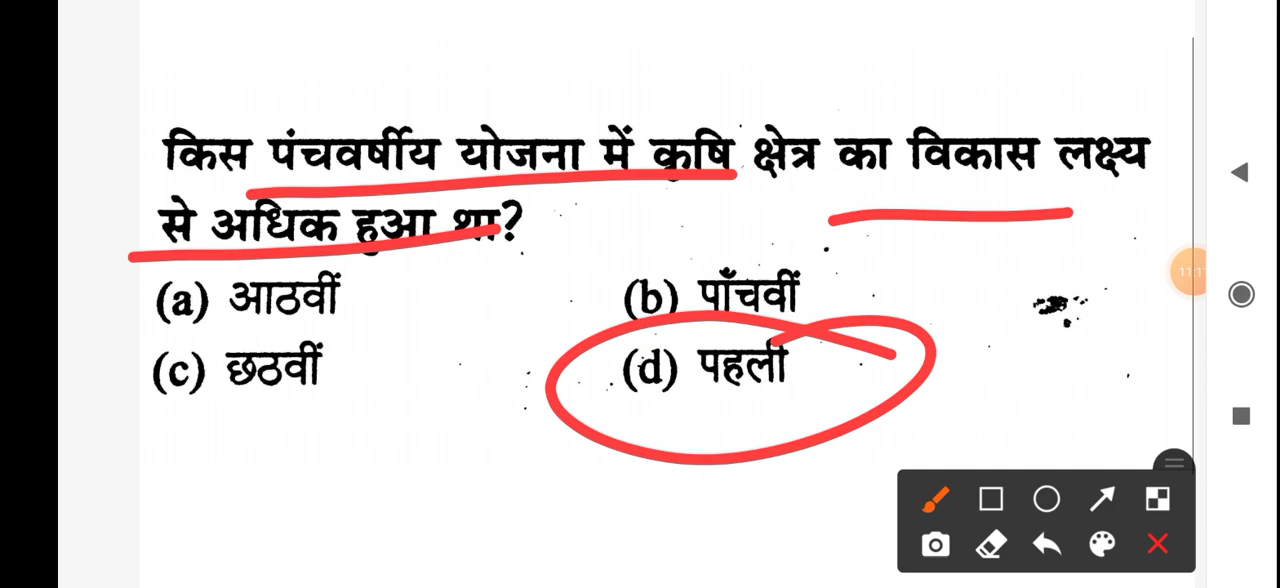 किस पंचवर्षीय योजना में कृषि क्षेत्र का विकास लक्ष्य
से अधिक हुआ था?
(a) आठवीं (b) पाँचवीं
(c) छठवीं (d) पहली